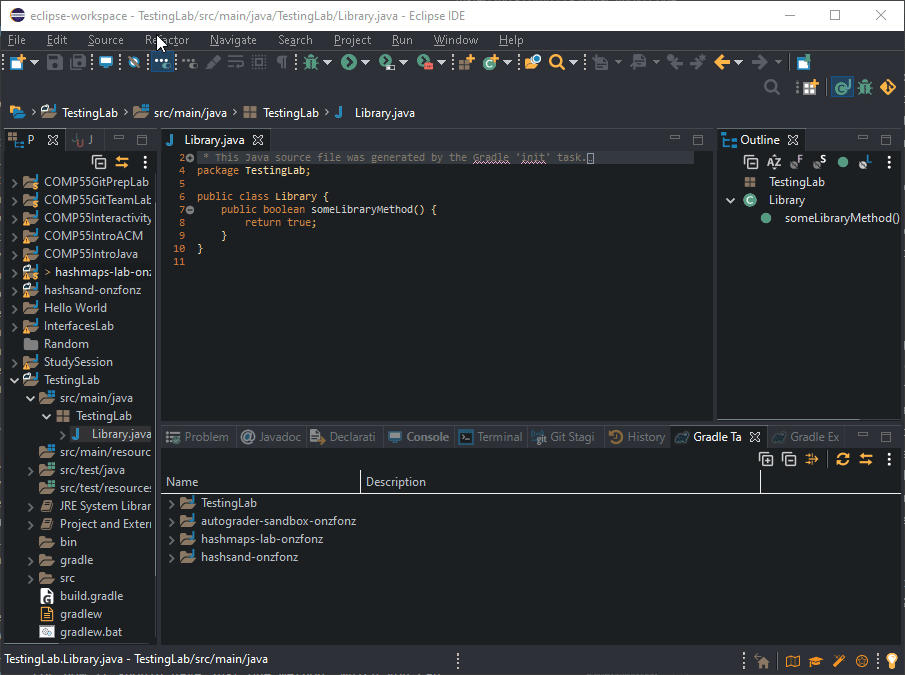 eclipse-workspace - TestingLab/src/main/java/TestingLab/Library.java - Eclipse IDE
File Edit Source Refactor Navigate Search Project Run Window Help
TestingLab src/main/java TestingLab Library.java
P J
COMP55GitPrepLab
COMP55GitTeamLab
COMP55Interactivity
COMP55IntroACM
COMP55IntroJava
> hashmaps-lab-onz
hashsand-onzfonz
Hello World
InterfacesLab
Random
StudySession
TestingLab
src/main/java
TestingLab
Library.java
src/main/resourc
src/test/java
src/test/resources
JRE System Librar
Project and Extern
bin
gradle
src
build.gradle
gradlew
gradlew.bat
Library.java
2 * This Java source file was generated by the Gradle 'init' task.
4 package TestingLab;
5
6 public class Library {
7 public boolean someLibraryMethod() {
8 return true;
9 }
10 }
11
Outline
TestingLab
Library
someLibraryMethod()
Problem Javadoc Declarati Console Terminal Git Stagi History Gradle Ta Gradle Ex
Name Description
TestingLab
autograder-sandbox-onzfonz
hashmaps-lab-onzfonz
hashsand-onzfonz
TestingLab.Library.java - TestingLab/src/main/java